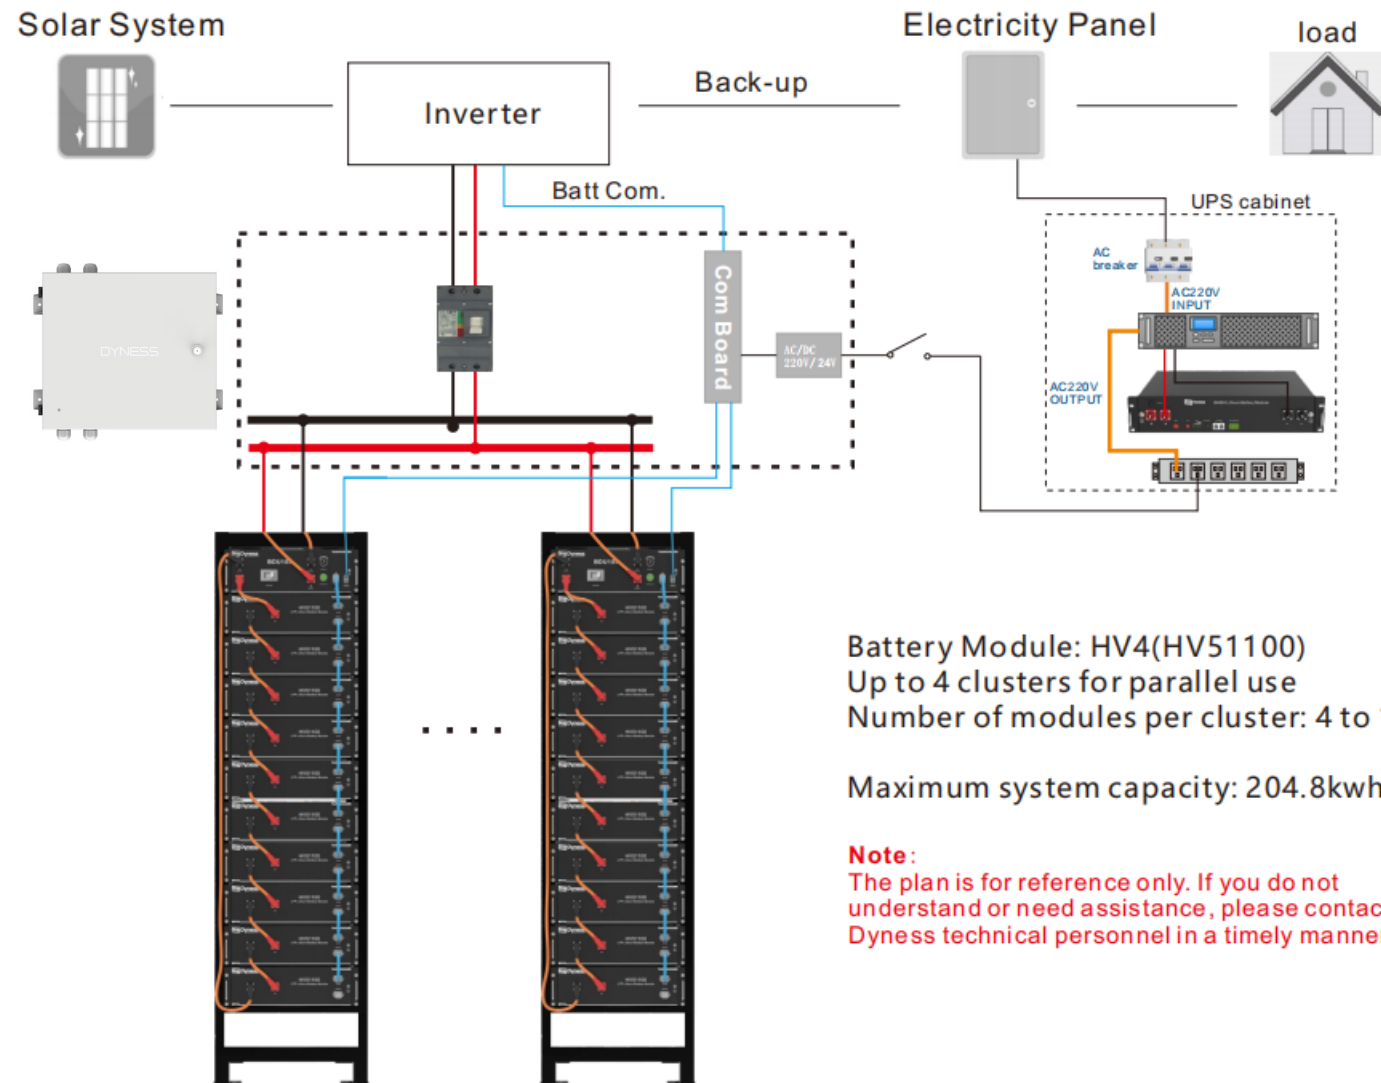 Solar System
Electricity Panel
load
Inverter
Back-up
Batt Com.
UPS cabinet
AC
breaker
AC220V
INPUT
DYNESS
Com Board
AC/DC
220V/24V
AC220V
OUTPUT
Battery Module: HV4(HV51100)
Up to 4 clusters for parallel use
Number of modules per cluster: 4 to
Maximum system capacity: 204.8kwh
Note:
The plan is for reference only. If you do not
understand or need assistance, please contac
Dyness technical personnel in a timely manner